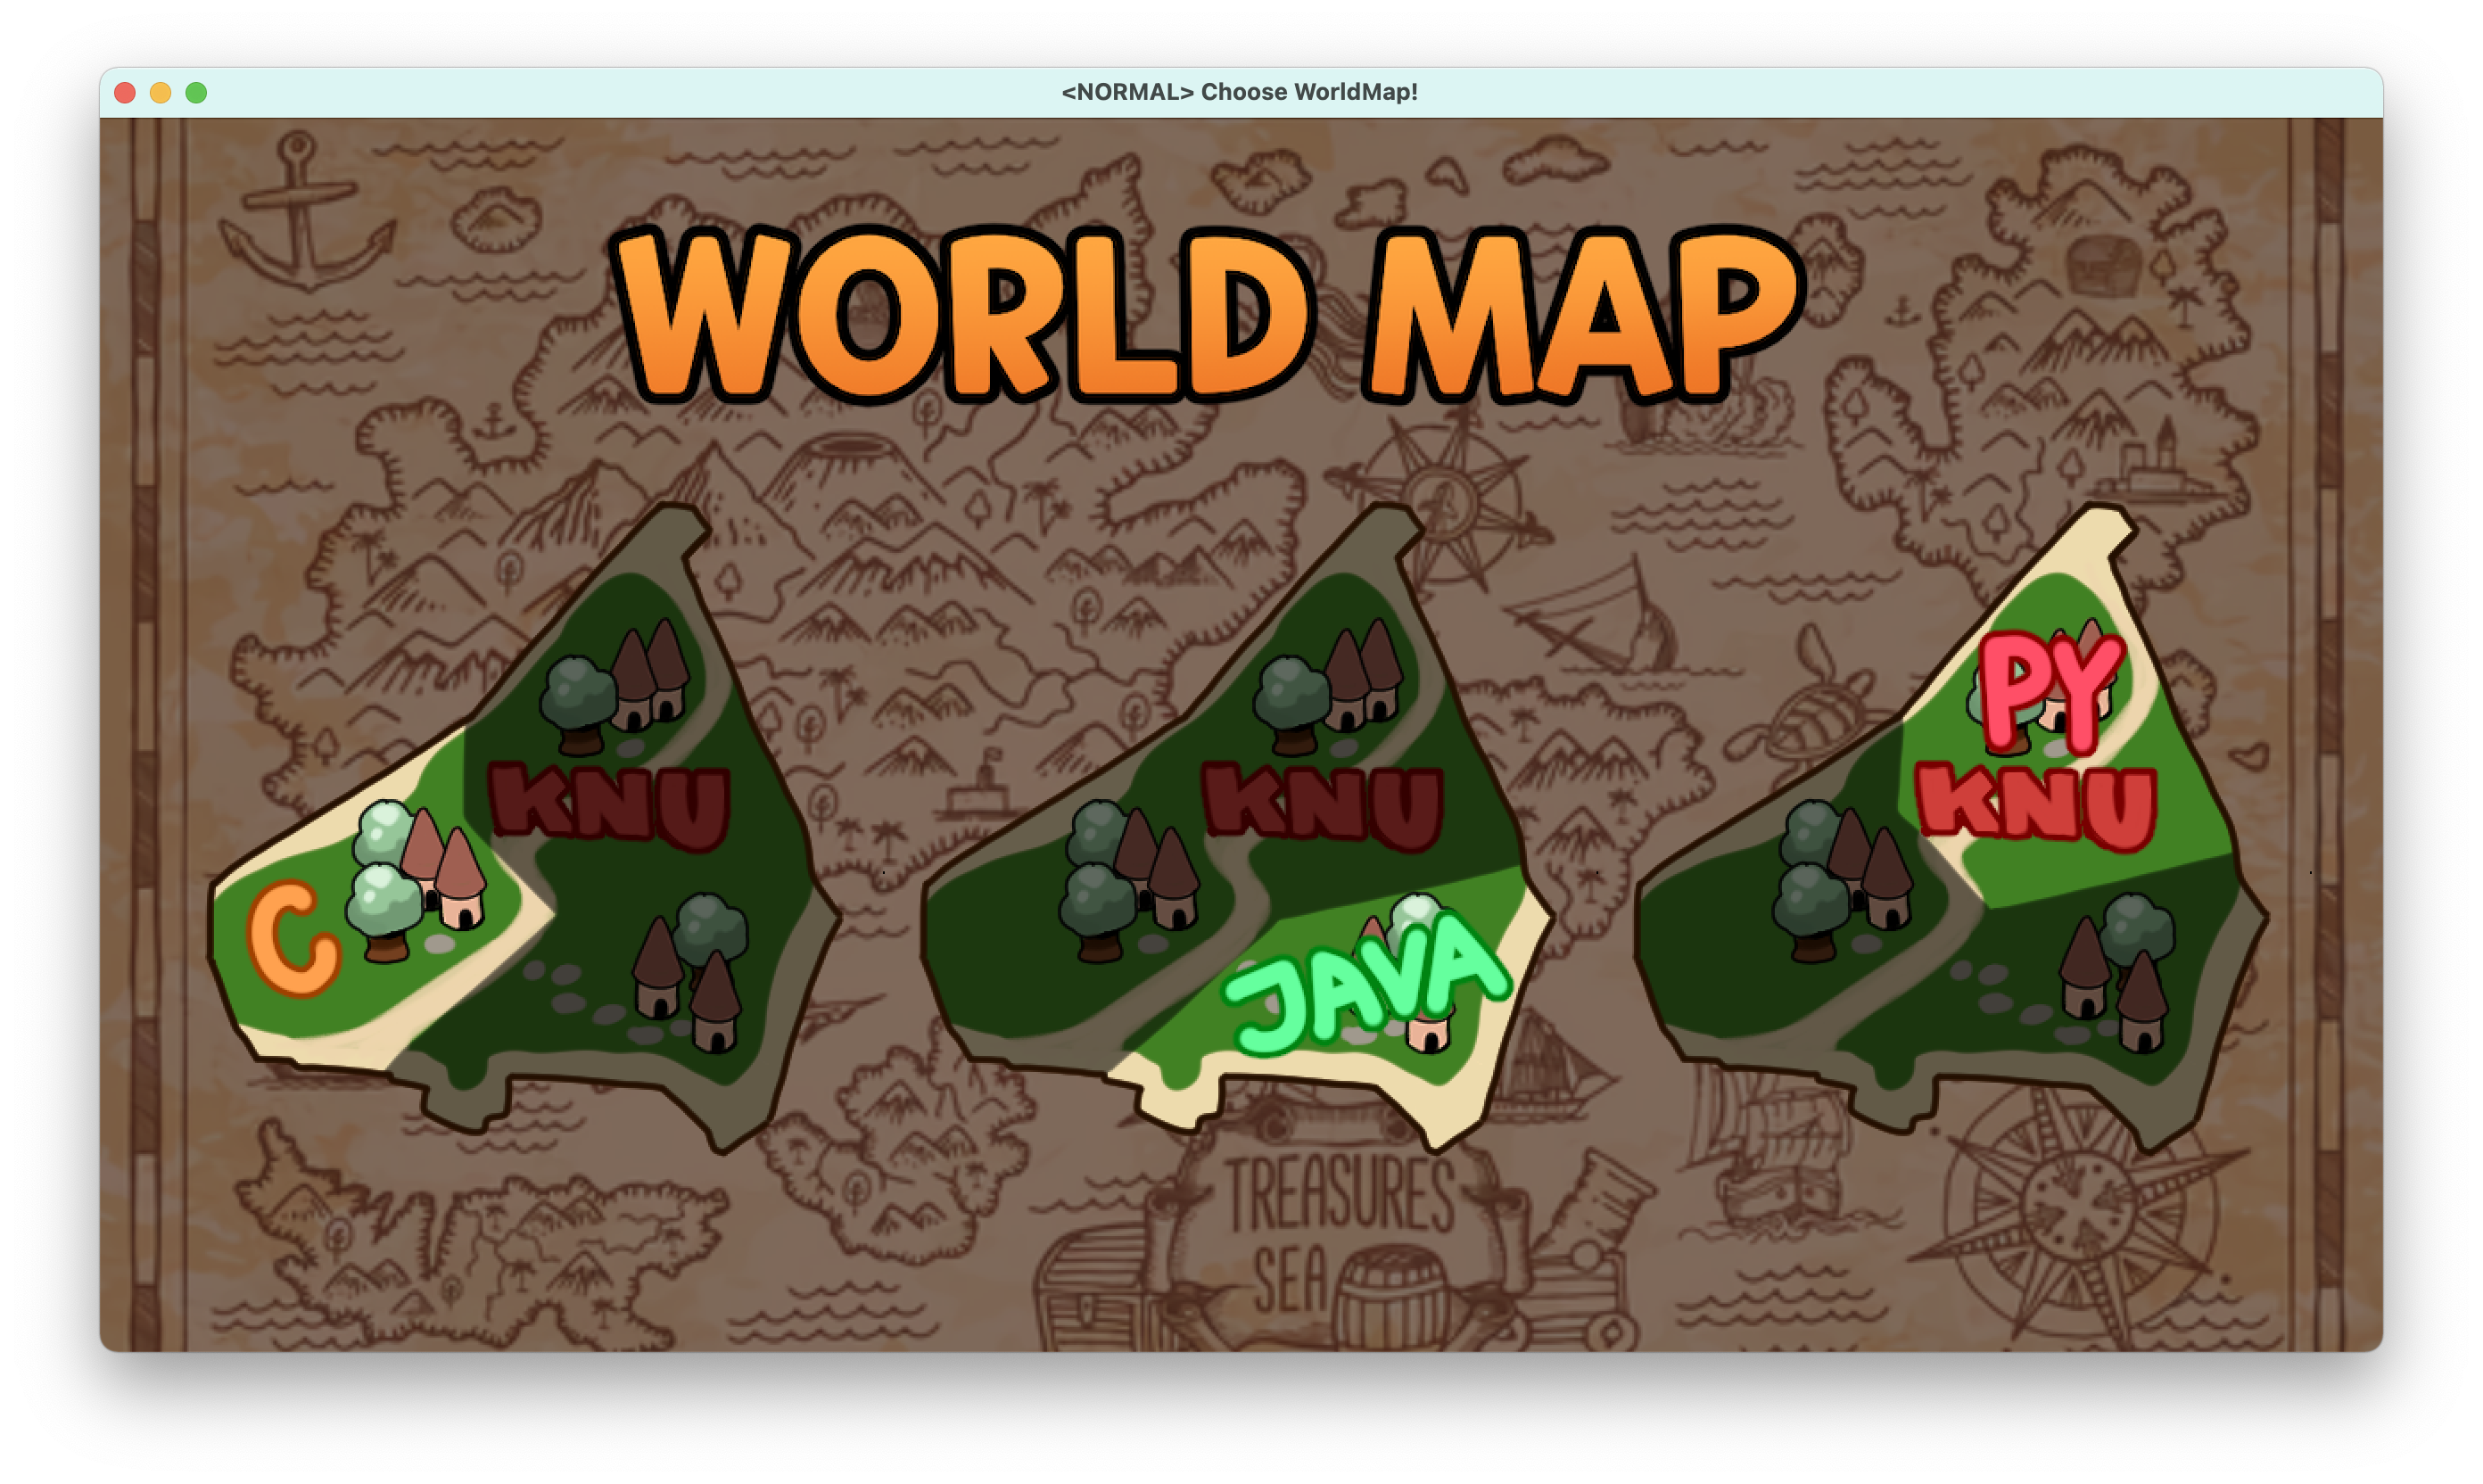 <NORMAL> Choose WorldMap!
WORLD MAP
KNU
C
KNU
JAVA
PY
KNU
TREASURES
SEA